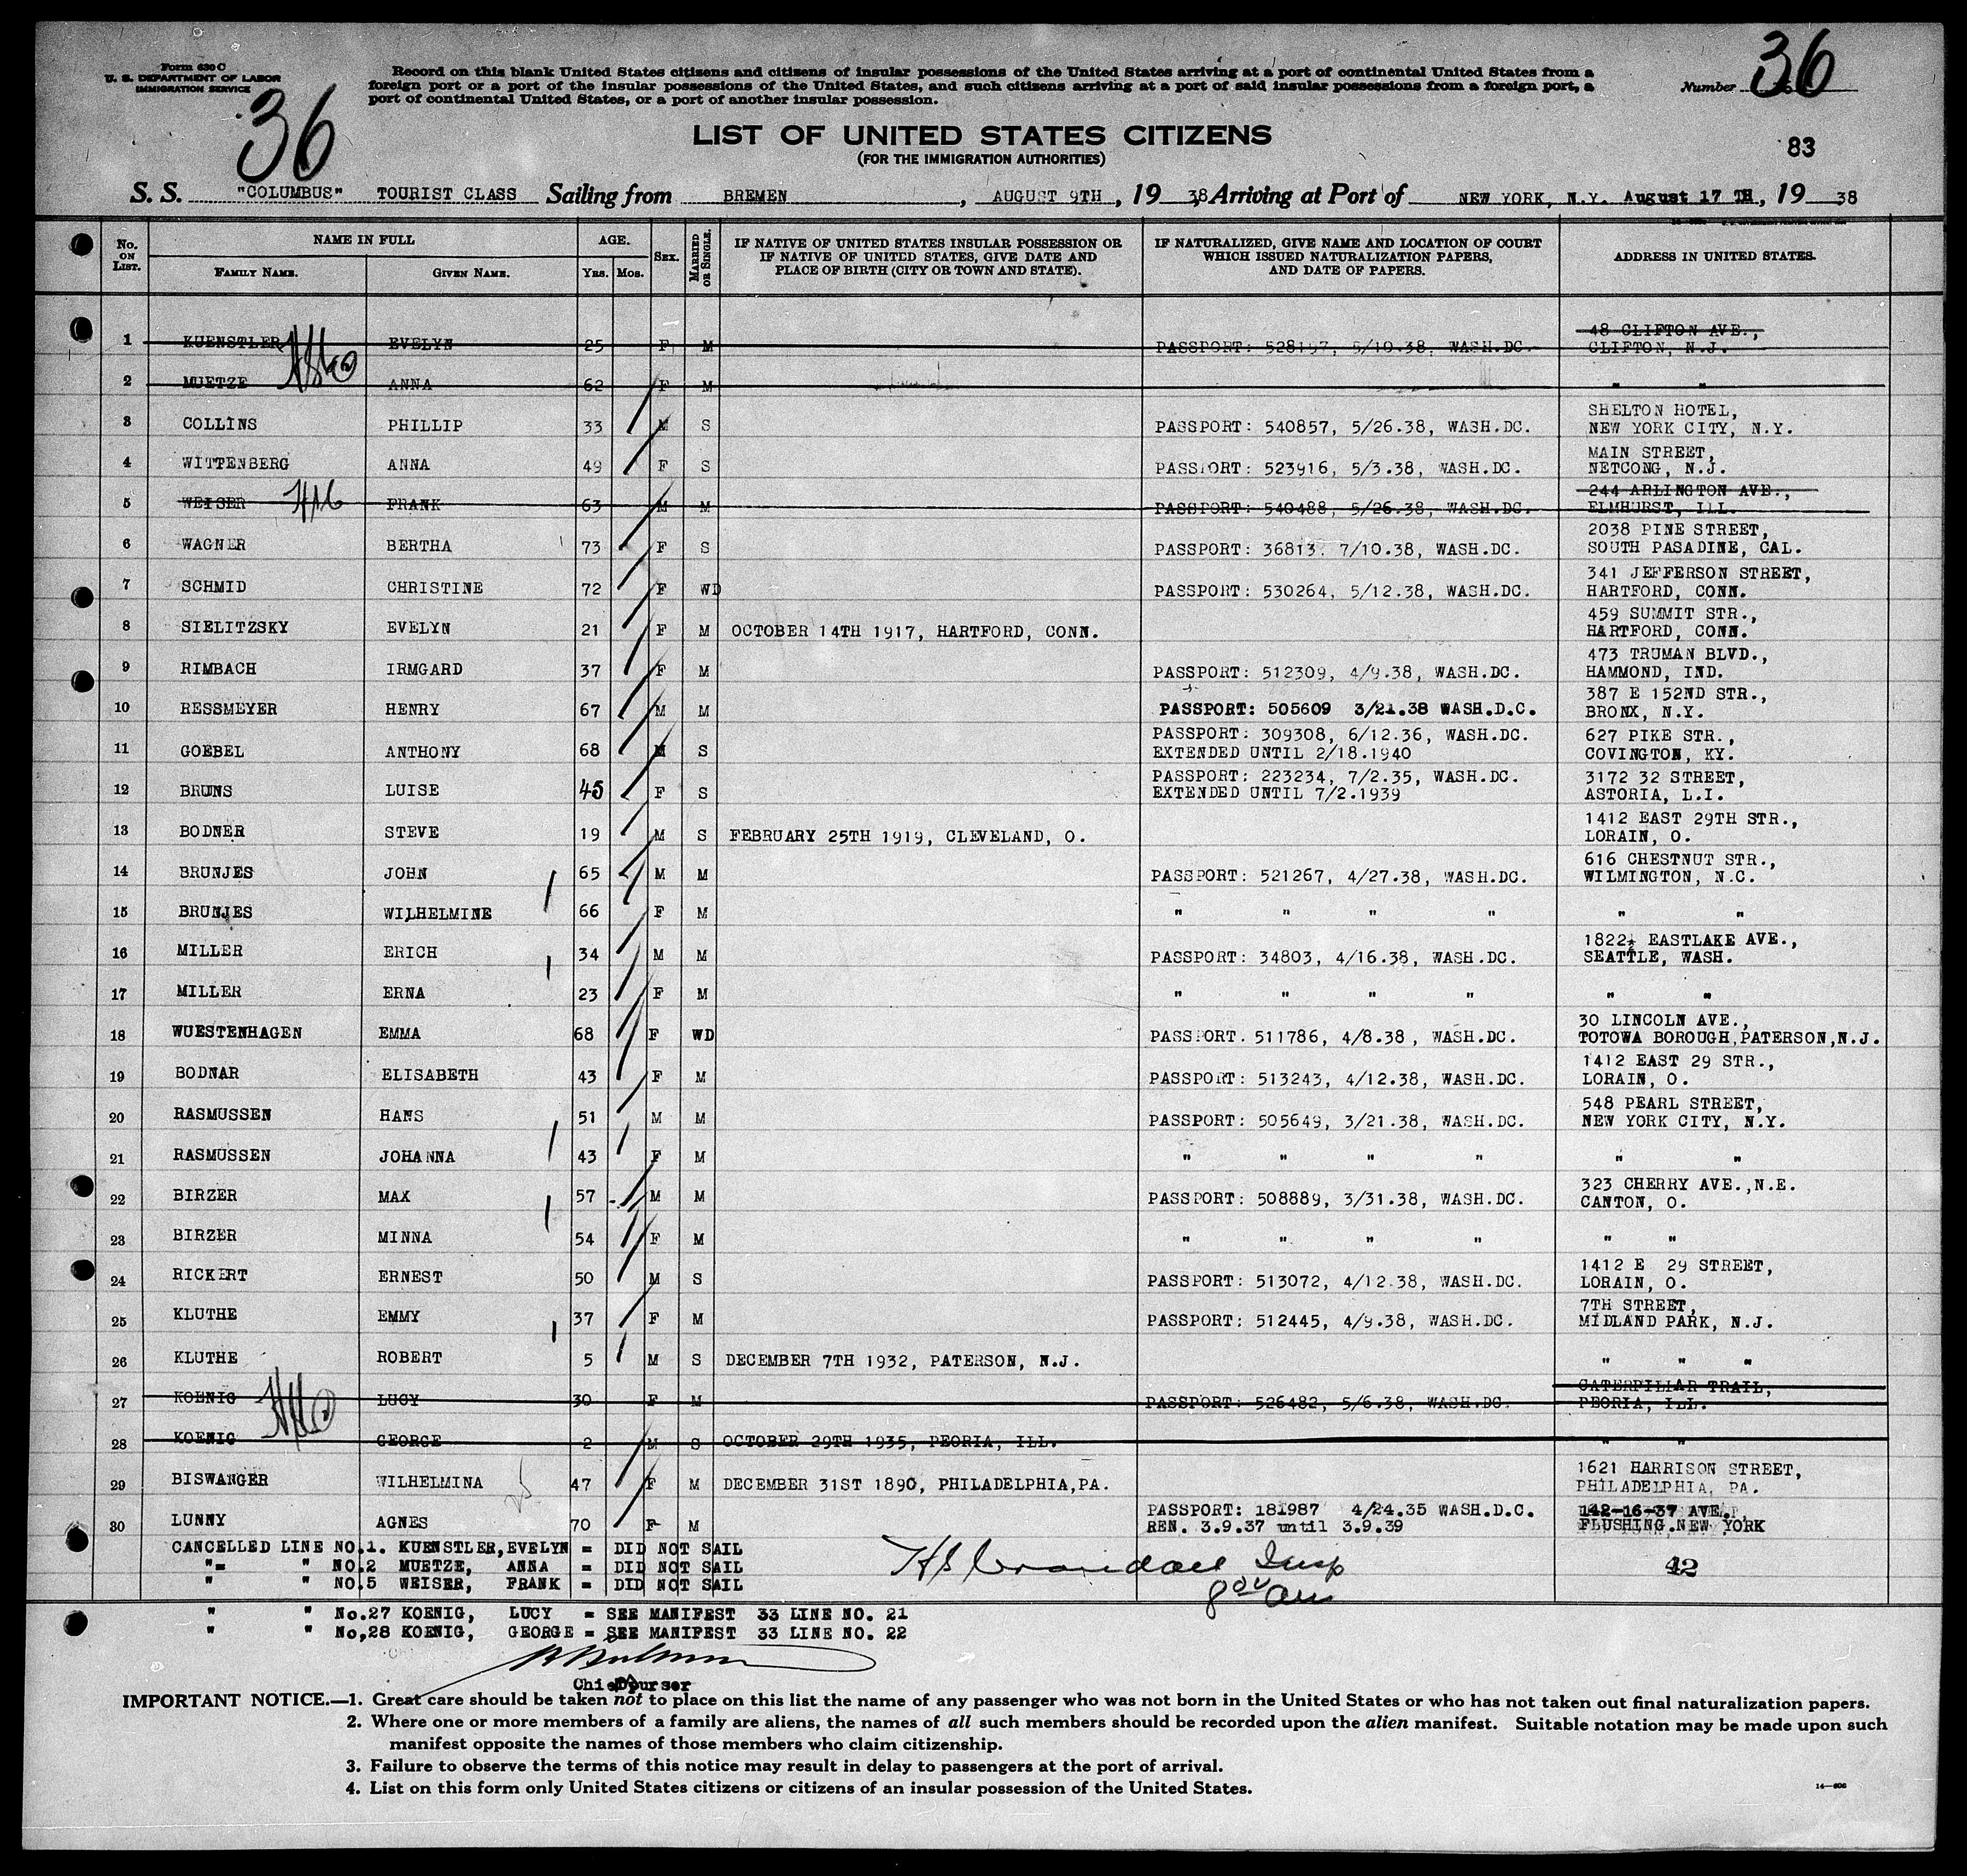 Form 630 C
U. S. DEPARTMENT OF LABOR
IMMIGRATION SERVICE
36
Record on this blank United States citizens and citizens of insular possessions of the United States arriving at a port of continental United States from a
foreign port or a port of the insular possessions of the United States, and such citizens arriving at a port of said insular possessions from a foreign port, a
port of continental United States, or a port of another insular possession.
Number 36
LIST OF UNITED STATES CITIZENS
(FOR THE IMMIGRATION AUTHORITIES)
83
S. S. "COLUMBUS" TOURIST CLASS Sailing from BREMEN, AUGUST 9TH, 19 38, Arriving at Port of NEW YORK, N.Y. August 17 TH, 19 38
No. ON LIST. NAME IN FULL FAMILY NAME. GIVEN NAME. AGE. YRS. MOS. SEX. MARRIED OR SINGLE. IF NATIVE OF UNITED STATES INSULAR POSSESSION OR IF NATIVE OF UNITED STATES, GIVE DATE AND PLACE OF BIRTH (CITY OR TOWN AND STATE). IF NATURALIZED, GIVE NAME AND LOCATION OF COURT WHICH ISSUED NATURALIZATION PAPERS, AND DATE OF PAPERS. ADDRESS IN UNITED STATES.
48 CLIFTON AVE.,
1 KUENSTLER EVELYN 25 F M PASSPORT: 528197, 5/10.38, WASH.DC. CLIFTON, N.J.
2 MUETZE ANNA 62 F M " "
SHELTON HOTEL,
3 COLLINS PHILLIP 33 M S PASSPORT: 540857, 5/26.38, WASH.DC. NEW YORK CITY, N.Y.
MAIN STREET,
4 WITTENBERG ANNA 49 F S PASSPORT: 523916, 5/3.38, WASH.DC. NETCONG, N.J.
244 ARLINGTON AVE.,
5 WEISER FRANK 63 M M PASSPORT: 540488, 5/26.38, WASH.DC. ELMHURST, ILL.
2038 PINE STREET,
6 WAGNER BERTHA 73 F S PASSPORT: 36813, 7/10.38, WASH.DC. SOUTH PASADINE, CAL.
341 JEFFERSON STREET,
7 SCHMID CHRISTINE 72 F WD PASSPORT: 530264, 5/12.38, WASH.DC. HARTFORD, CONN.
459 SUMMIT STR.,
8 SIELITZSKY EVELYN 21 F M OCTOBER 14TH 1917, HARTFORD, CONN. HARTFORD, CONN.
473 TRUMAN BLVD.,
9 RIMBACH IRMGARD 37 F M PASSPORT: 512309, 4/9.38, WASH.DC. HAMMOND, IND.
387 E 152ND STR.,
10 RESSMEYER HENRY 67 M M PASSPORT: 505609 3/21.38 WASH.D.C. BRONX, N.Y.
PASSPORT: 309308, 6/12.36, WASH.DC. 627 PIKE STR.,
11 GOEBEL ANTHONY 68 M S EXTENDED UNTIL 2/18.1940 COVINGTON, KY.
PASSPORT: 223234, 7/2.35, WASH.DC. 3172 32 STREET,
12 BRUNS LUISE 45 F S EXTENDED UNTIL 7/2.1939 ASTORIA, L.I.
1412 EAST 29TH STR.,
13 BODNER STEVE 19 M S FEBRUARY 25TH 1919, CLEVELAND, O. LORAIN, O.
616 CHESTNUT STR.,
14 BRUNJES JOHN 65 M M PASSPORT: 521267, 4/27.38, WASH.DC. WILMINGTON, N.C.
15 BRUNJES WILHELMINE 66 F M " " " " " "
1822½ EASTLAKE AVE.,
16 MILLER ERICH 34 M M PASSPORT: 34803, 4/16.38, WASH.DC. SEATTLE, WASH.
17 MILLER ERNA 23 F M " " " " " "
30 LINCOLN AVE.,
18 WUESTENHAGEN EMMA 68 F WD PASSPORT. 511786, 4/8.38, WASH.DC. TOTOWA BOROUGH, PATERSON, N.J.
1412 EAST 29 STR.,
19 BODNAR ELISABETH 43 F M PASSPORT: 513243, 4/12.38, WASH.DC. LORAIN, O.
548 PEARL STREET,
20 RASMUSSEN HANS 51 M M PASSPORT: 505649, 3/21.38, WASH.DC. NEW YORK CITY, N.Y.
21 RASMUSSEN JOHANNA 43 F M " " " " " "
323 CHERRY AVE.,N.E.
22 BIRZER MAX 57 M M PASSPORT: 508889, 3/31.38, WASH.DC. CANTON, O.
23 BIRZER MINNA 54 F M " " " " " "
1412 E 29 STREET,
24 RICKERT ERNEST 50 M S PASSPORT: 513072, 4/12.38, WASH.DC. LORAIN, O.
7TH STREET,
25 KLUTHE EMMY 37 F M PASSPORT: 512445, 4/9.38, WASH.DC. MIDLAND PARK, N.J.
26 KLUTHE ROBERT 5 M S DECEMBER 7TH 1932, PATERSON, N.J. " " "
CATERPILLAR TRAIL,
27 KOENIG LUCY 30 F M PASSPORT: 526482, 5/6.38, WASH.DC. PEORIA, ILL.
28 KOENIG GEORGE 2 M S OCTOBER 29TH 1935, PEORIA, ILL. " "
1621 HARRISON STREET,
29 BISWANGER WILHELMINA 47 F M DECEMBER 31ST 1890, PHILADELPHIA,PA. PHILADELPHIA, PA.
PASSPORT: 181987 4/24.35 WASH.D.C. 142-16-37 AVE.
30 LUNNY AGNES 70 F M REN. 3.9.37 until 3.9.39 FLUSHING.NEW YORK
CANCELLED LINE NO.1. KUENSTLER,EVELYN = DID NOT SAIL
"= " NO.2 MUETZE, ANNA = DID NOT SAIL
" " NO.5 WEISER, FRANK = DID NOT SAIL
42
" " No.27 KOENIG, LUCY = SEE MANIFEST 33 LINE NO. 21
" " No,28 KOENIG, GEORGE = SEE MANIFEST 33 LINE NO. 22
Chief purser
IMPORTANT NOTICE.—1. Great care should be taken not to place on this list the name of any passenger who was not born in the United States or who has not taken out final naturalization papers.
2. Where one or more members of a family are aliens, the names of all such members should be recorded upon the alien manifest. Suitable notation may be made upon such
manifest opposite the names of those members who claim citizenship.
3. Failure to observe the terms of this notice may result in delay to passengers at the port of arrival.
4. List on this form only United States citizens or citizens of an insular possession of the United States.